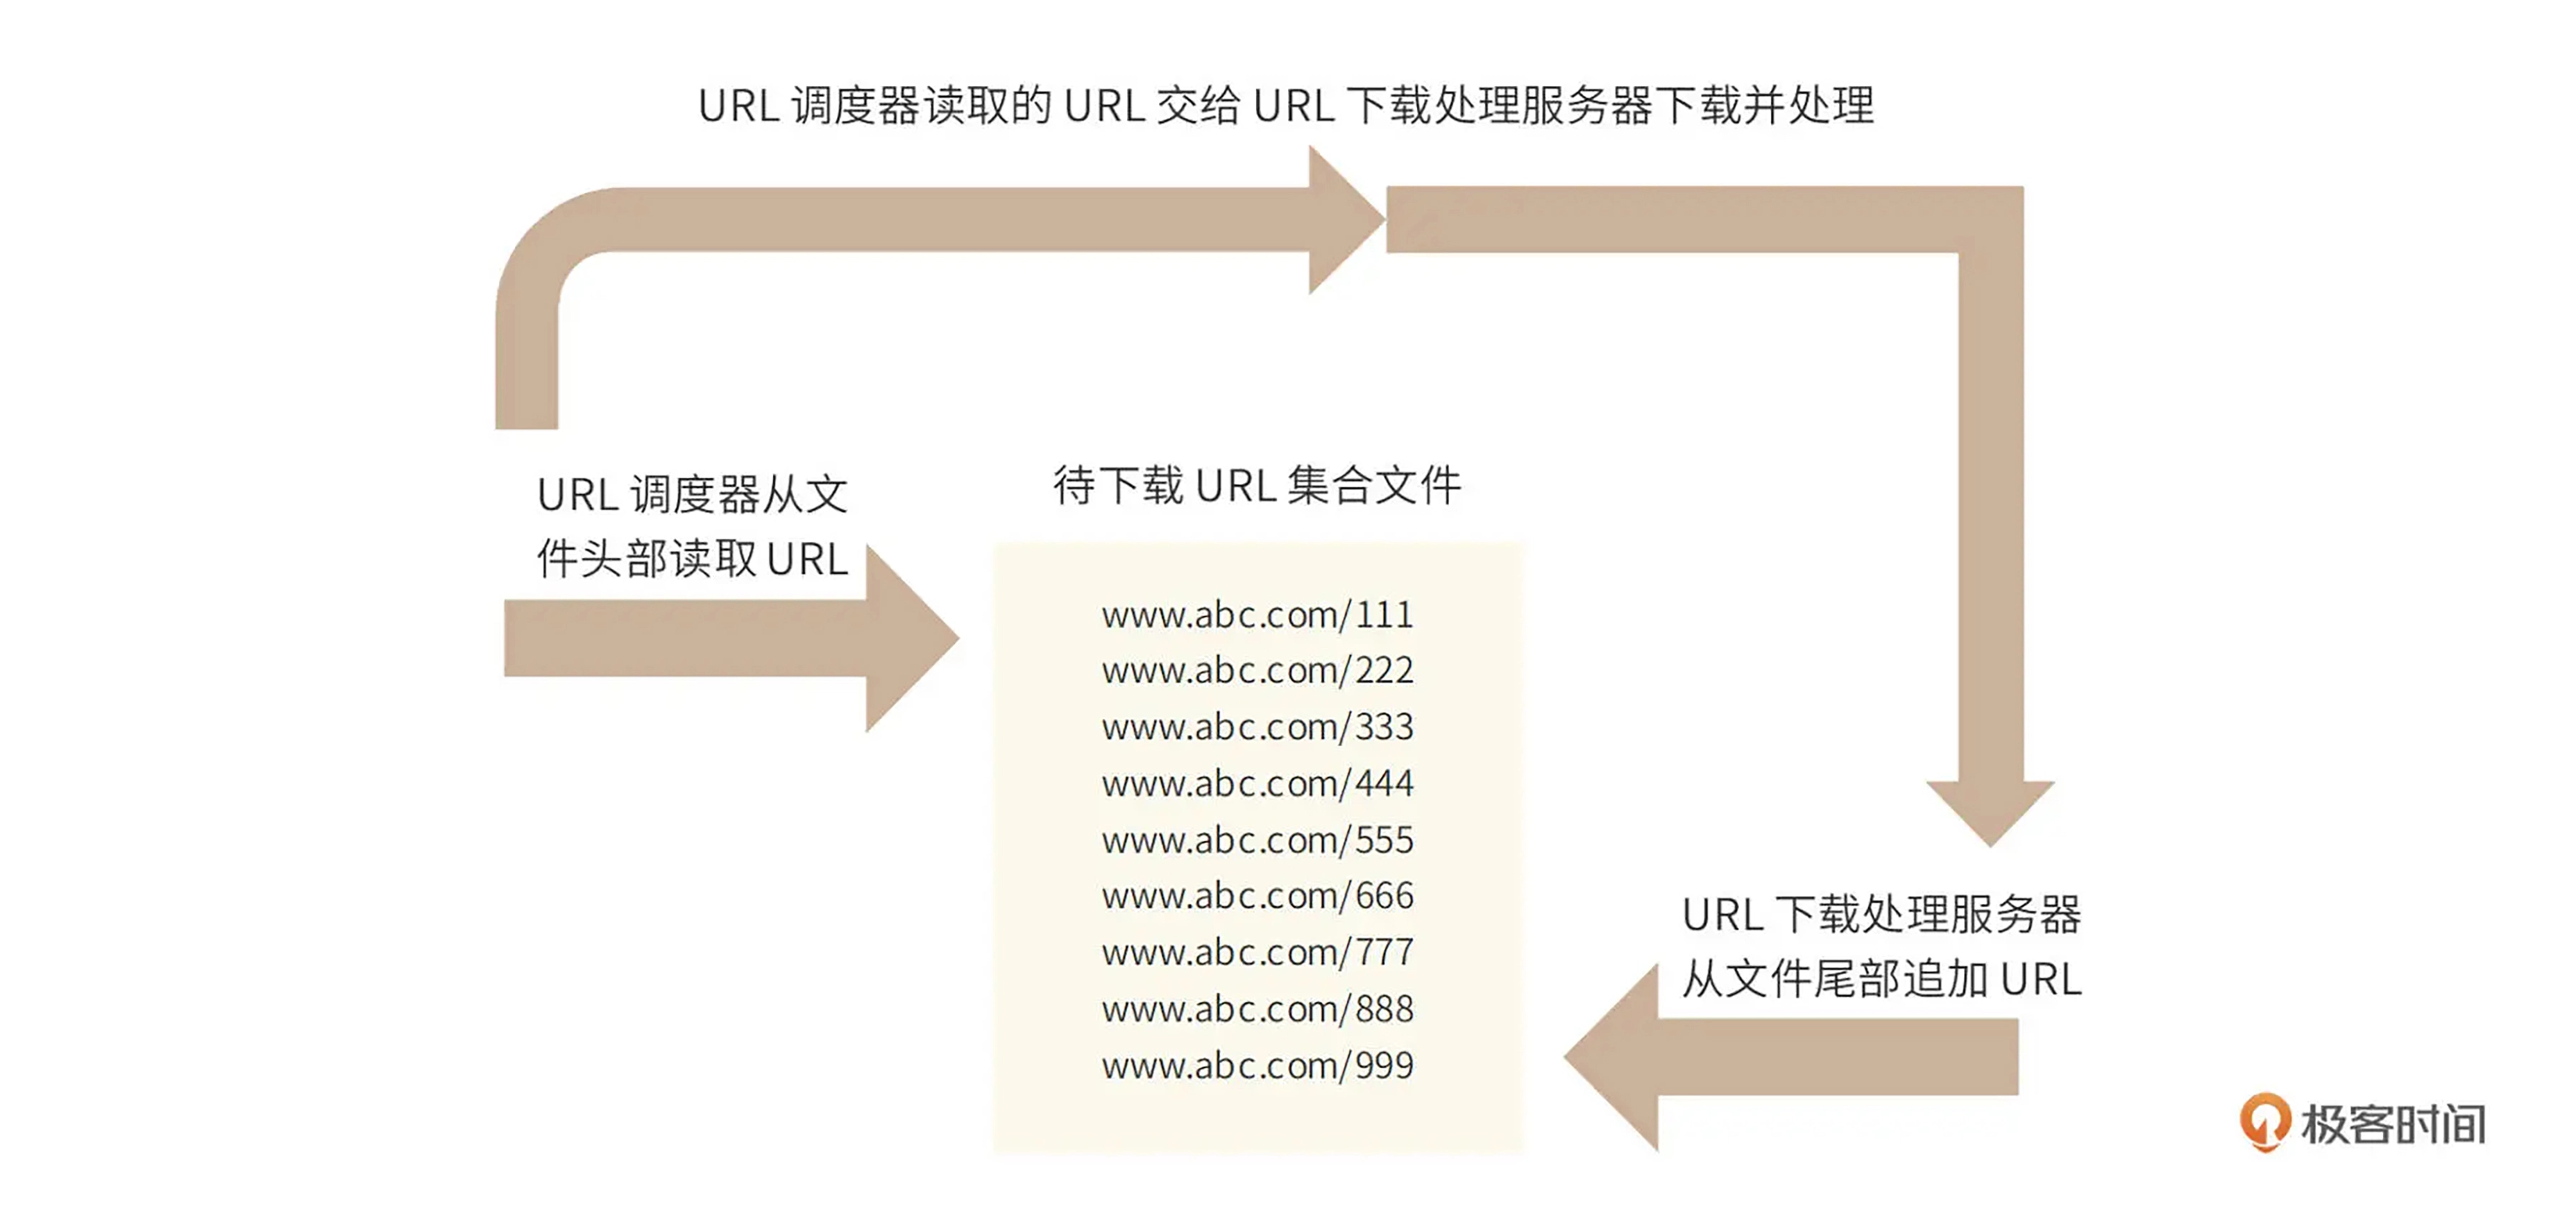 URL 调度器读取的 URL 交给 URL 下载处理服务器下载并处理
URL 调度器从文
件头部读取 URL
待下载 URL 集合文件
www.abc.com/111
www.abc.com/222
www.abc.com/333
www.abc.com/444
www.abc.com/555
www.abc.com/666
www.abc.com/777
www.abc.com/888
www.abc.com/999
URL 下载处理服务器
从文件尾部追加 URL
极客时间